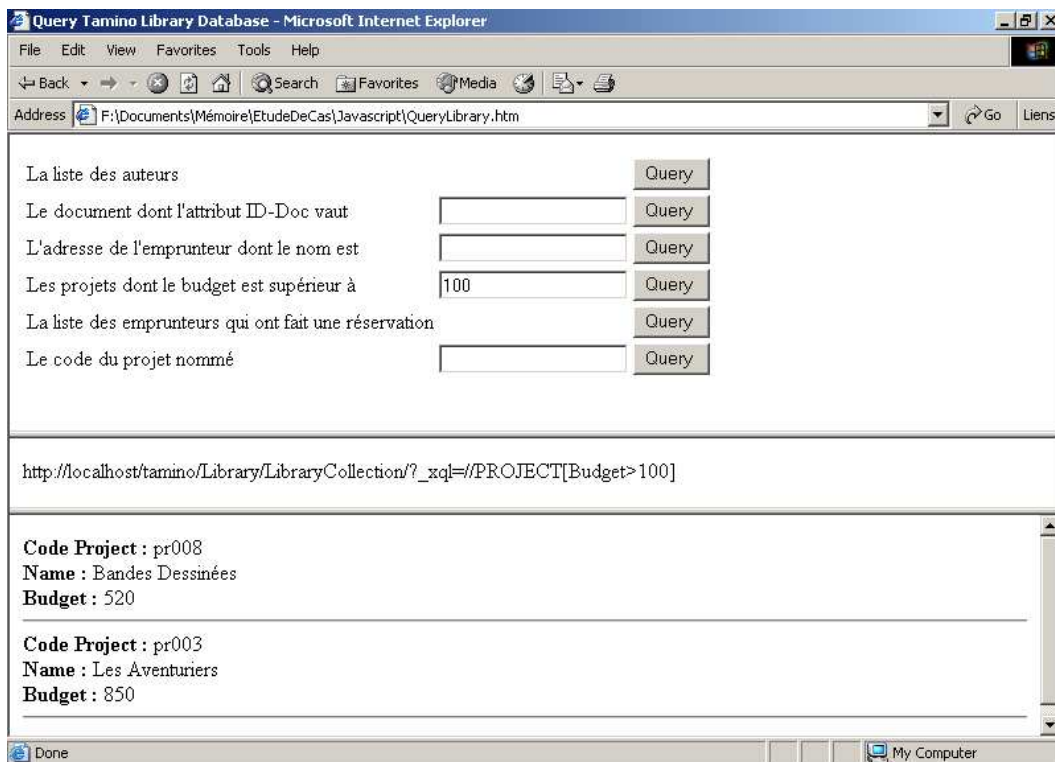 Query Tamino Library Database - Microsoft Internet Explorer
File Edit View Favorites Tools Help
Back Search Favorites Media
Address F:\Documents\Mémoire\EtudeDeCas\Javascript\QueryLibrary.htm Go Liens
La liste des auteurs Query
Le document dont l'attribut ID-Doc vaut Query
L'adresse de l'emprunteur dont le nom est Query
Les projets dont le budget est supérieur à 100 Query
La liste des emprunteurs qui ont fait une réservation Query
Le code du projet nommé Query
http://localhost/tamino/Library/LibraryCollection/?_xql=//PROJECT[Budget>100]
Code Project : pr008
Name : Bandes Dessinées
Budget : 520
Code Project : pr003
Name : Les Aventuriers
Budget : 850
Done My Computer